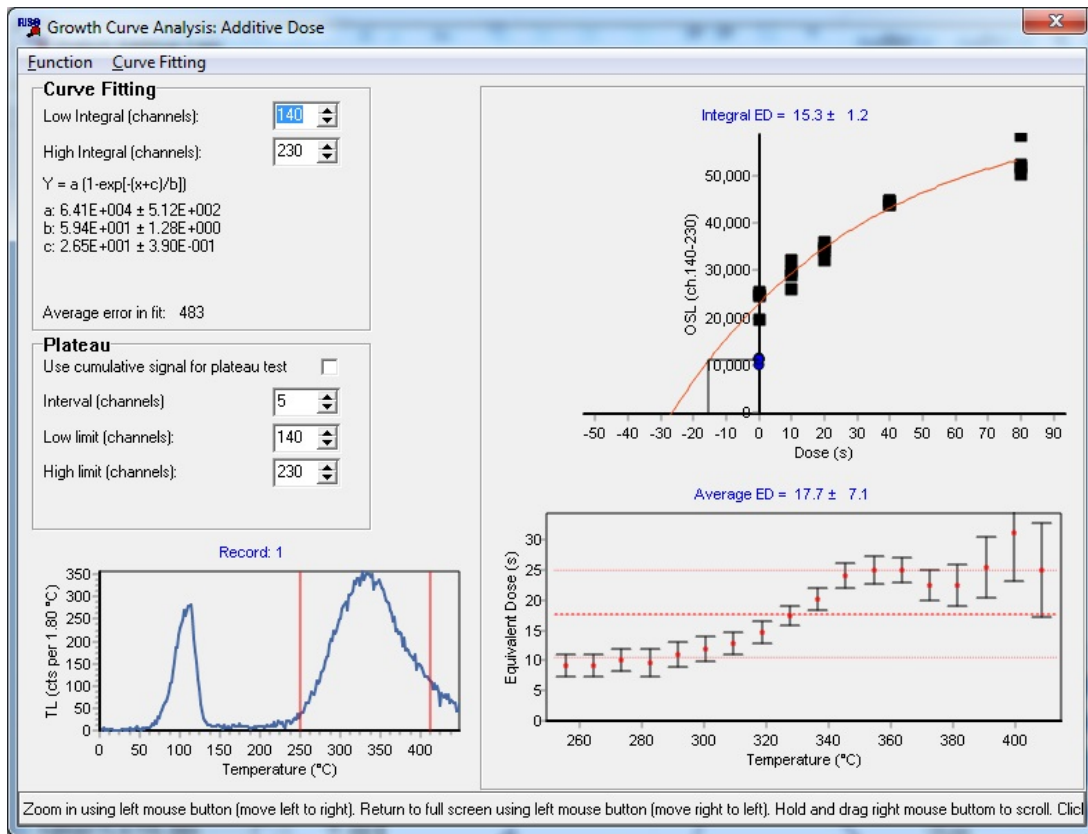 RISØ
Growth Curve Analysis: Additive Dose
Function Curve Fitting
Curve Fitting
Low Integral (channels): 140
High Integral (channels): 230
Y = a (1-exp[-(x+c)/b])
a: 6.41E+004 ± 5.12E+002
b: 5.94E+001 ± 1.28E+000
c: 2.65E+001 ± 3.90E-001
Average error in fit: 483
Plateau
Use cumulative signal for plateau test
Interval (channels) 5
Low limit (channels): 140
High limit (channels): 230
Record: 1
TL (cts per 1.80 °C)
350
300
250
200
150
100
50
0
0 50 100 150 200 250 300 350 400
Temperature (°C)
Integral ED = 15.3 ± 1.2
OSL (ch.140-230)
50,000
40,000
30,000
20,000
10,000
0
-50 -40 -30 -20 -10 0 10 20 30 40 50 60 70 80 90
Dose (s)
Average ED = 17.7 ± 7.1
Equivalent Dose (s)
30
25
20
15
10
5
0
260 280 300 320 340 360 380 400
Temperature (°C)
Zoom in using left mouse button (move left to right). Return to full screen using left mouse button (move right to left). Hold and drag right mouse buttom to scroll. Clicl